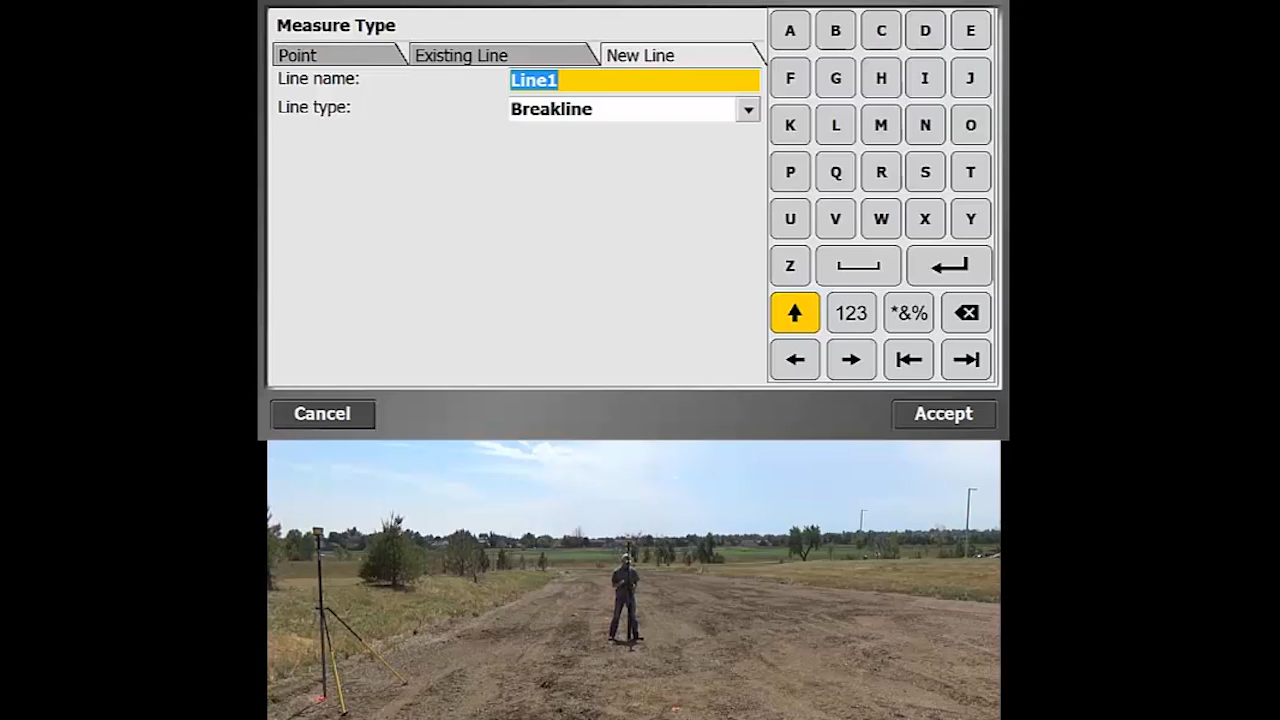 Measure Type
Point Existing Line New Line
Line name: Line1
Line type: Breakline
A B C D E
F G H I J
K L M N O
P Q R S T
U V W X Y
Z
123 *&%
Cancel Accept